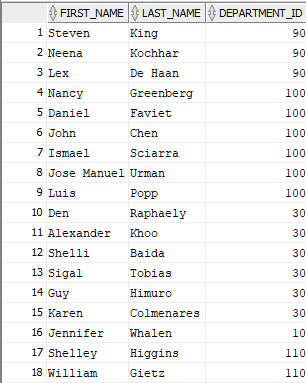 FIRST_NAME LAST_NAME DEPARTMENT_ID
1 Steven King 90
2 Neena Kochhar 90
3 Lex De Haan 90
4 Nancy Greenberg 100
5 Daniel Faviet 100
6 John Chen 100
7 Ismael Sciarra 100
8 Jose Manuel Urman 100
9 Luis Popp 100
10 Den Raphaely 30
11 Alexander Khoo 30
12 Shelli Baida 30
13 Sigal Tobias 30
14 Guy Himuro 30
15 Karen Colmenares 30
16 Jennifer Whalen 10
17 Shelley Higgins 110
18 William Gietz 110